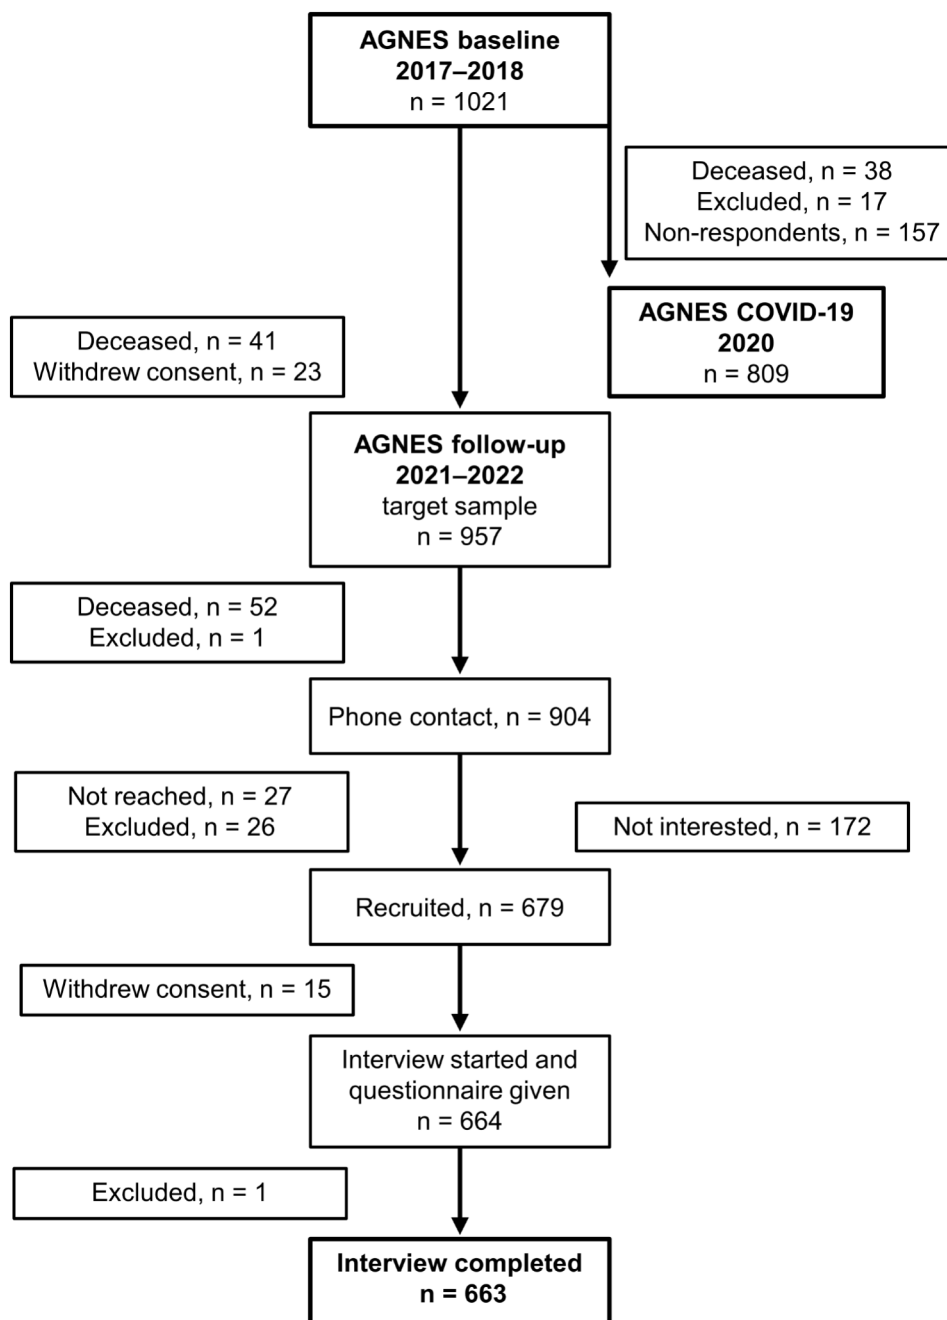 AGNES baseline
2017–2018
n = 1021
Deceased, n = 38
Excluded, n = 17
Non-respondents, n = 157
AGNES COVID-19
2020
n = 809
Deceased, n = 41
Withdrew consent, n = 23
AGNES follow-up
2021–2022
target sample
n = 957
Deceased, n = 52
Excluded, n = 1
Phone contact, n = 904
Not reached, n = 27
Excluded, n = 26
Not interested, n = 172
Recruited, n = 679
Withdrew consent, n = 15
Interview started and
questionnaire given
n = 664
Excluded, n = 1
Interview completed
n = 663